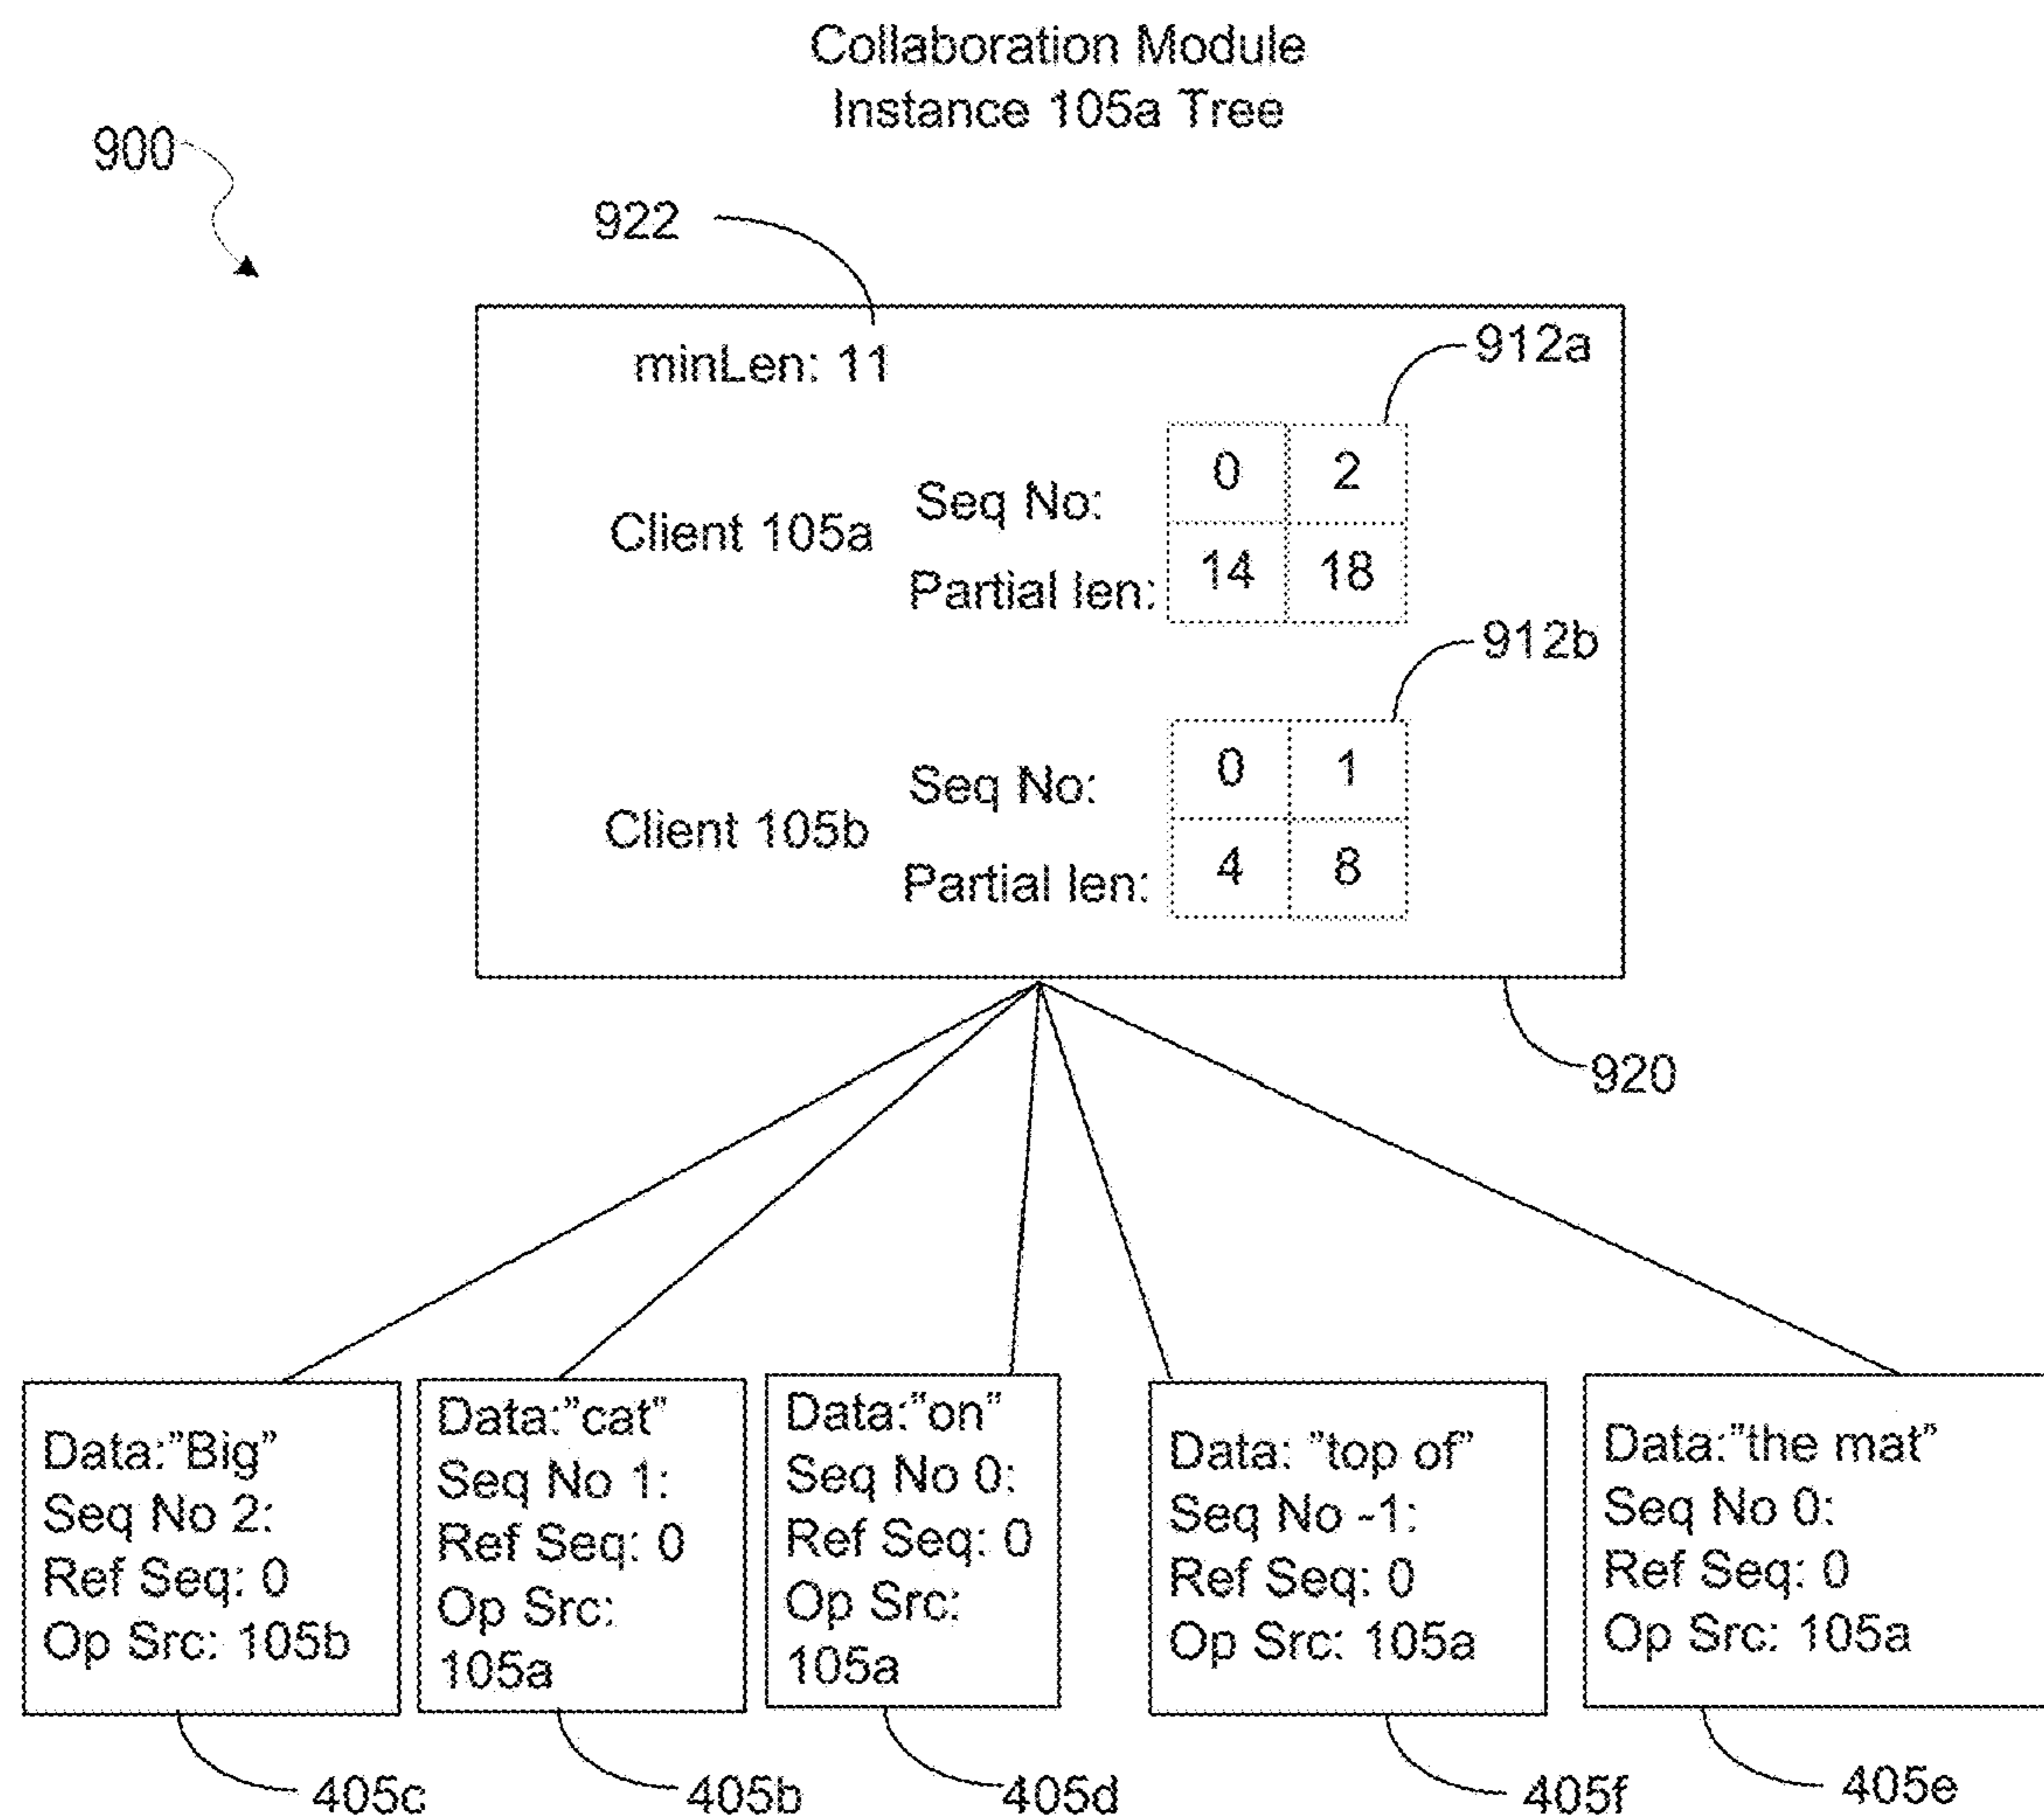 Collaboration Module
Instance 105a Tree
900
922
minLen: 11
912a
Client 105a
Seq No:
0 2
Partial len:
14 18
912b
Client 105b
Seq No:
0 1
Partial len:
4 8
920
Data:"Big"
Seq No 2:
Ref Seq: 0
Op Src: 105b
Data:"cat"
Seq No 1:
Ref Seq: 0
Op Src:
105a
Data:"on"
Seq No 0:
Ref Seq: 0
Op Src:
105a
Data: "top of"
Seq No -1:
Ref Seq: 0
Op Src: 105a
Data:"the mat"
Seq No 0:
Ref Seq: 0
Op Src: 105a
405c
405b
405d
405f
405e